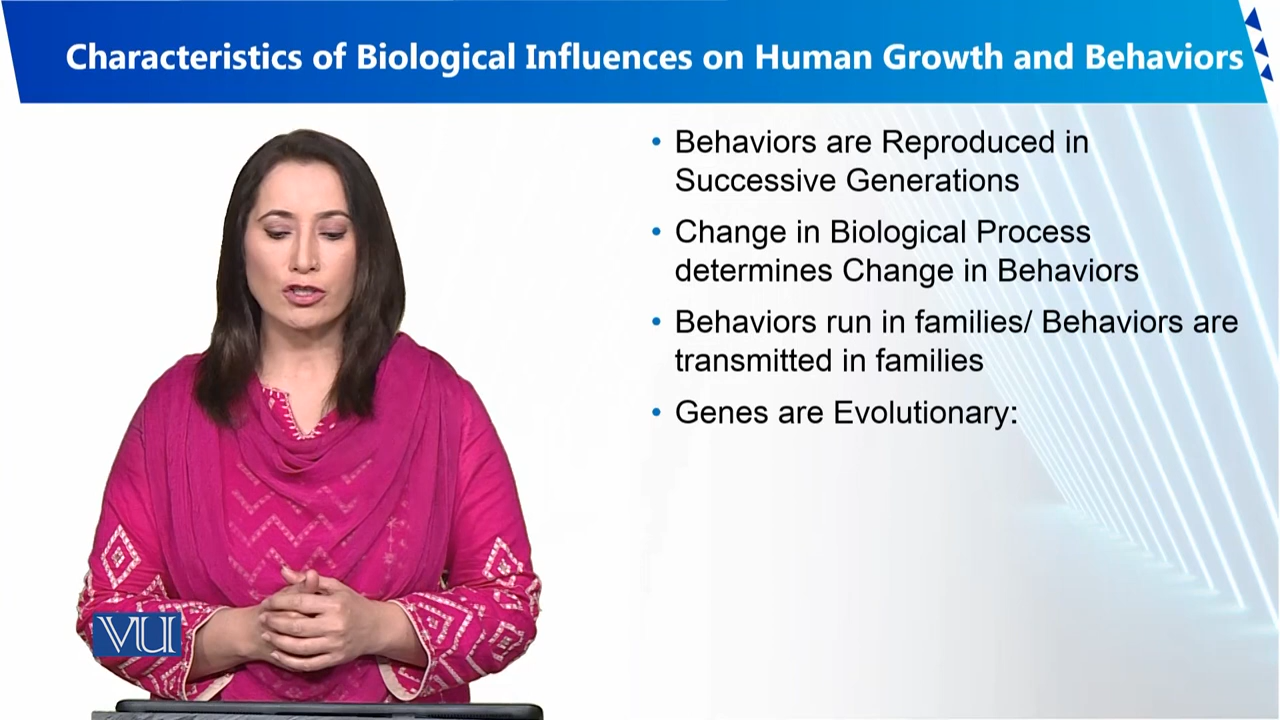 Characteristics of Biological Influences on Human Growth and Behaviors
• Behaviors are Reproduced in
Successive Generations
• Change in Biological Process
determines Change in Behaviors
• Behaviors run in families/ Behaviors are
transmitted in families
• Genes are Evolutionary:
VU